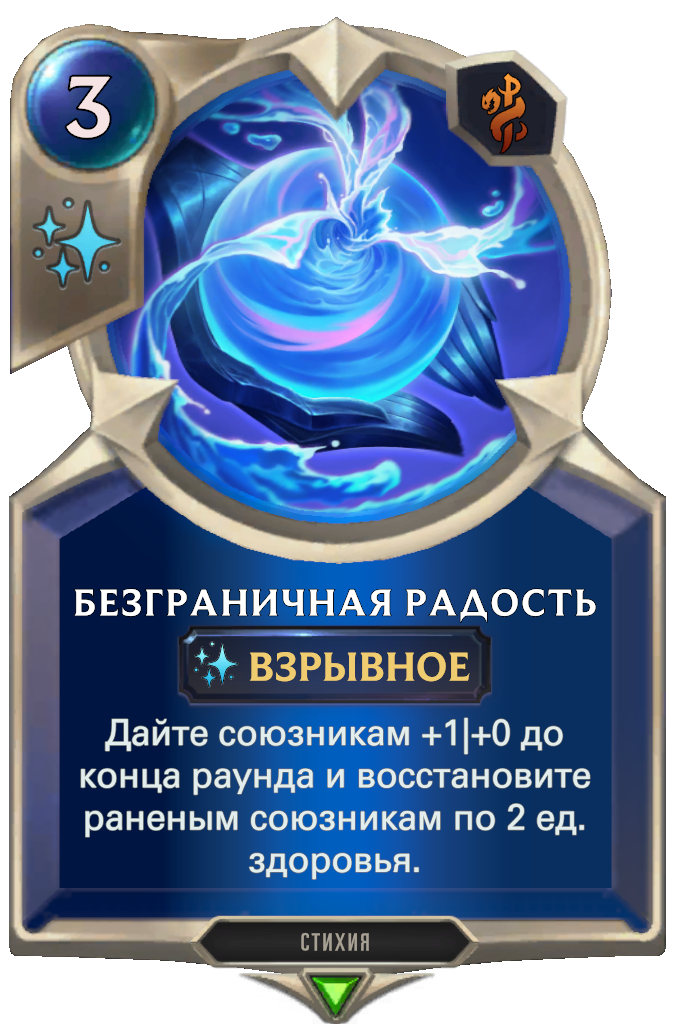 3
БЕЗГРАНИЧНАЯ РАДОСТЬ
ВЗРЫВНОЕ
Дайте союзникам +1|+0 до
конца раунда и восстановите
раненым союзникам по 2 ед.
здоровья.
СТИХИЯ